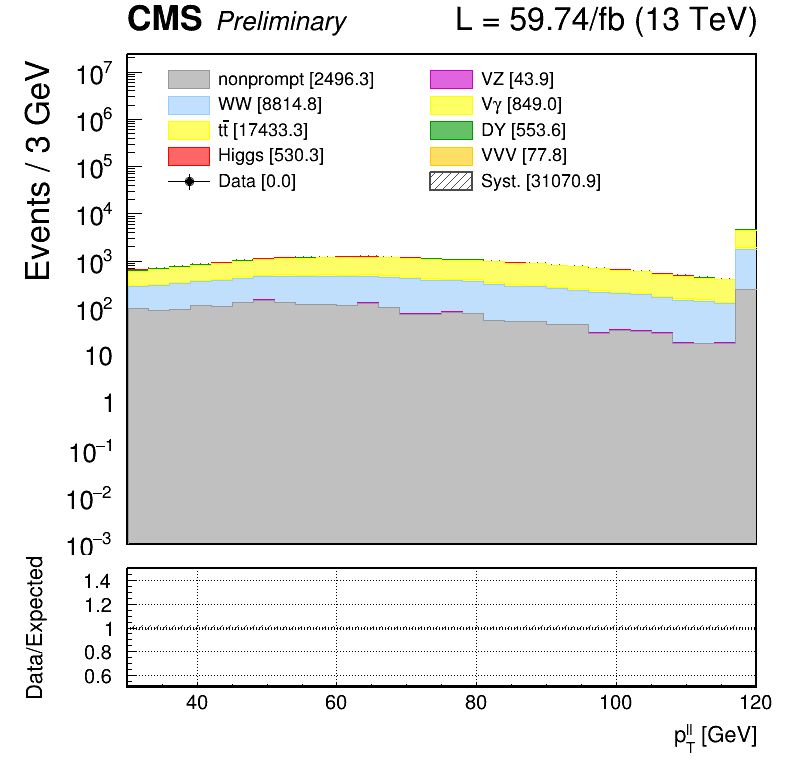 CMS Preliminary L = 59.74/fb (13 TeV)
Events / 3 GeV
10⁷
10⁶
10⁵
10⁴
10³
10²
10
1
10⁻¹
10⁻²
10⁻³
nonprompt [2496.3]
WW [8814.8]
tt̄ [17433.3]
Higgs [530.3]
Data [0.0]
VZ [43.9]
Vγ [849.0]
DY [553.6]
VVV [77.8]
Syst. [31070.9]
Data/Expected
1.4
1.2
1
0.8
0.6
40 60 80 100 120
p_T^ll [GeV]